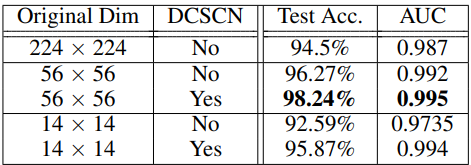 Original Dim DCSCN Test Acc. AUC
224 × 224 No 94.5% 0.987
56 × 56 No 96.27% 0.992
56 × 56 Yes 98.24% 0.995
14 × 14 No 92.59% 0.9735
14 × 14 Yes 95.87% 0.994